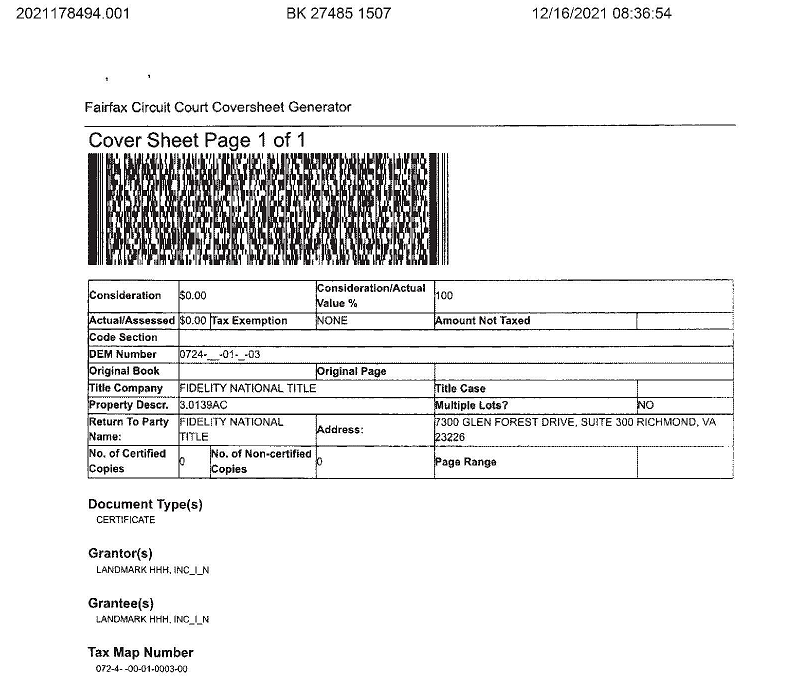 2021178494.001 BK 27485 1507 12/16/2021 08:36:54
Fairfax Circuit Court Coversheet Generator
Cover Sheet Page 1 of 1
Consideration $0.00 Consideration/Actual Value % 100
Actual/Assessed $0.00 Tax Exemption NONE Amount Not Taxed
Code Section
DEM Number 0724-__-01-_-03
Original Book Original Page
Title Company FIDELITY NATIONAL TITLE Title Case
Property Descr. 3.0139AC Multiple Lots? NO
Return To Party Name: FIDELITY NATIONAL TITLE Address: 7300 GLEN FOREST DRIVE, SUITE 300 RICHMOND, VA 23226
No. of Certified Copies 0 No. of Non-certified Copies 0 Page Range
Document Type(s)
CERTIFICATE
Grantor(s)
LANDMARK HHH, INC_I_N
Grantee(s)
LANDMARK HHH, INC_I_N
Tax Map Number
072-4- -00-01-0003-00